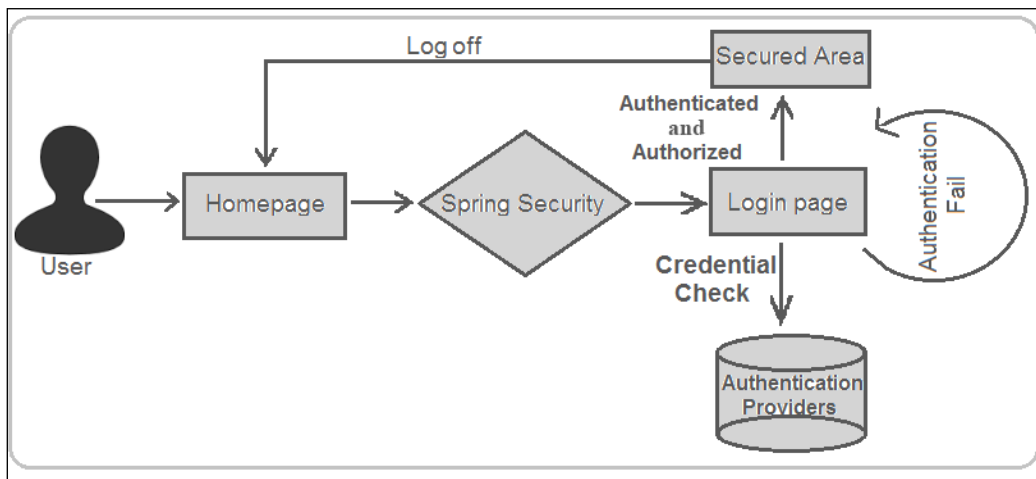 Log off
Secured Area
Authenticated
and
Authorized
Authentication
Fail
Homepage
Spring Security
Login page
User
Credential
Check
Authentication
Providers